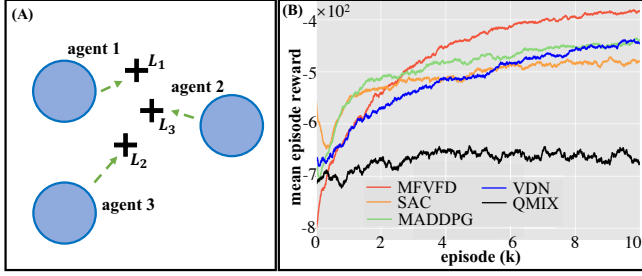 (A)
agent 1
L1
agent 2
L3
L2
agent 3
(B)
×10²
-4
-5
-6
-7
-8
mean episode reward
MFVFD
SAC
MADDPG
VDN
QMIX
0 2 4 6 8 10
episode (k)